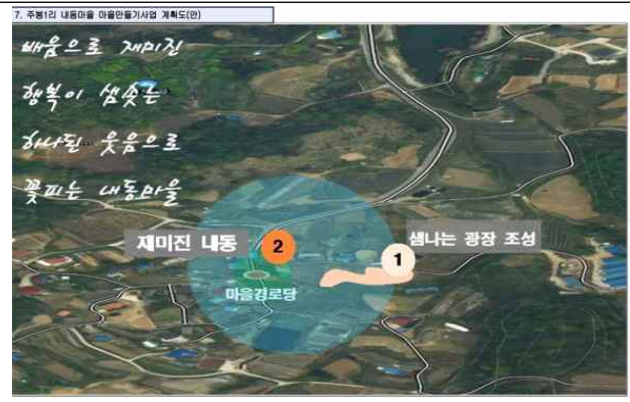 7. 주봉1리 내동마을 마을만들기사업 계획도(안)
배움으로 재미진
행복이 샘솟는
하나된 웃음으로
꽃피는 내동마을
재미진 내동
2
샘나는 광장 조성
1
마을경로당